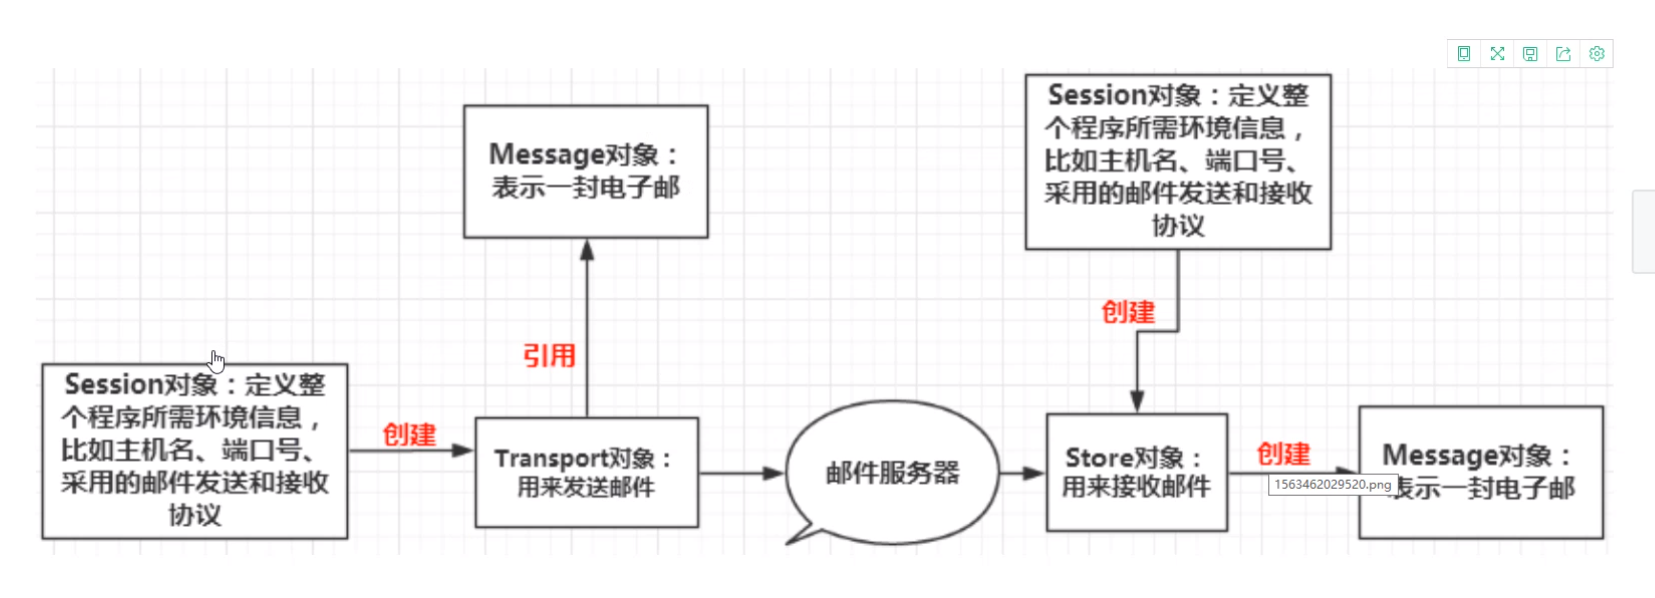 Session对象：定义整
个程序所需环境信息，
比如主机名、端口号、
采用的邮件发送和接收
协议
Message对象：
表示一封电子邮
创建
引用
Session对象：定义整
个程序所需环境信息，
比如主机名、端口号、
采用的邮件发送和接收
协议
创建
Transport对象：
用来发送邮件
邮件服务器
Store对象：
用来接收邮件
创建
Message对象：
表示一封电子邮
1563462029520.png